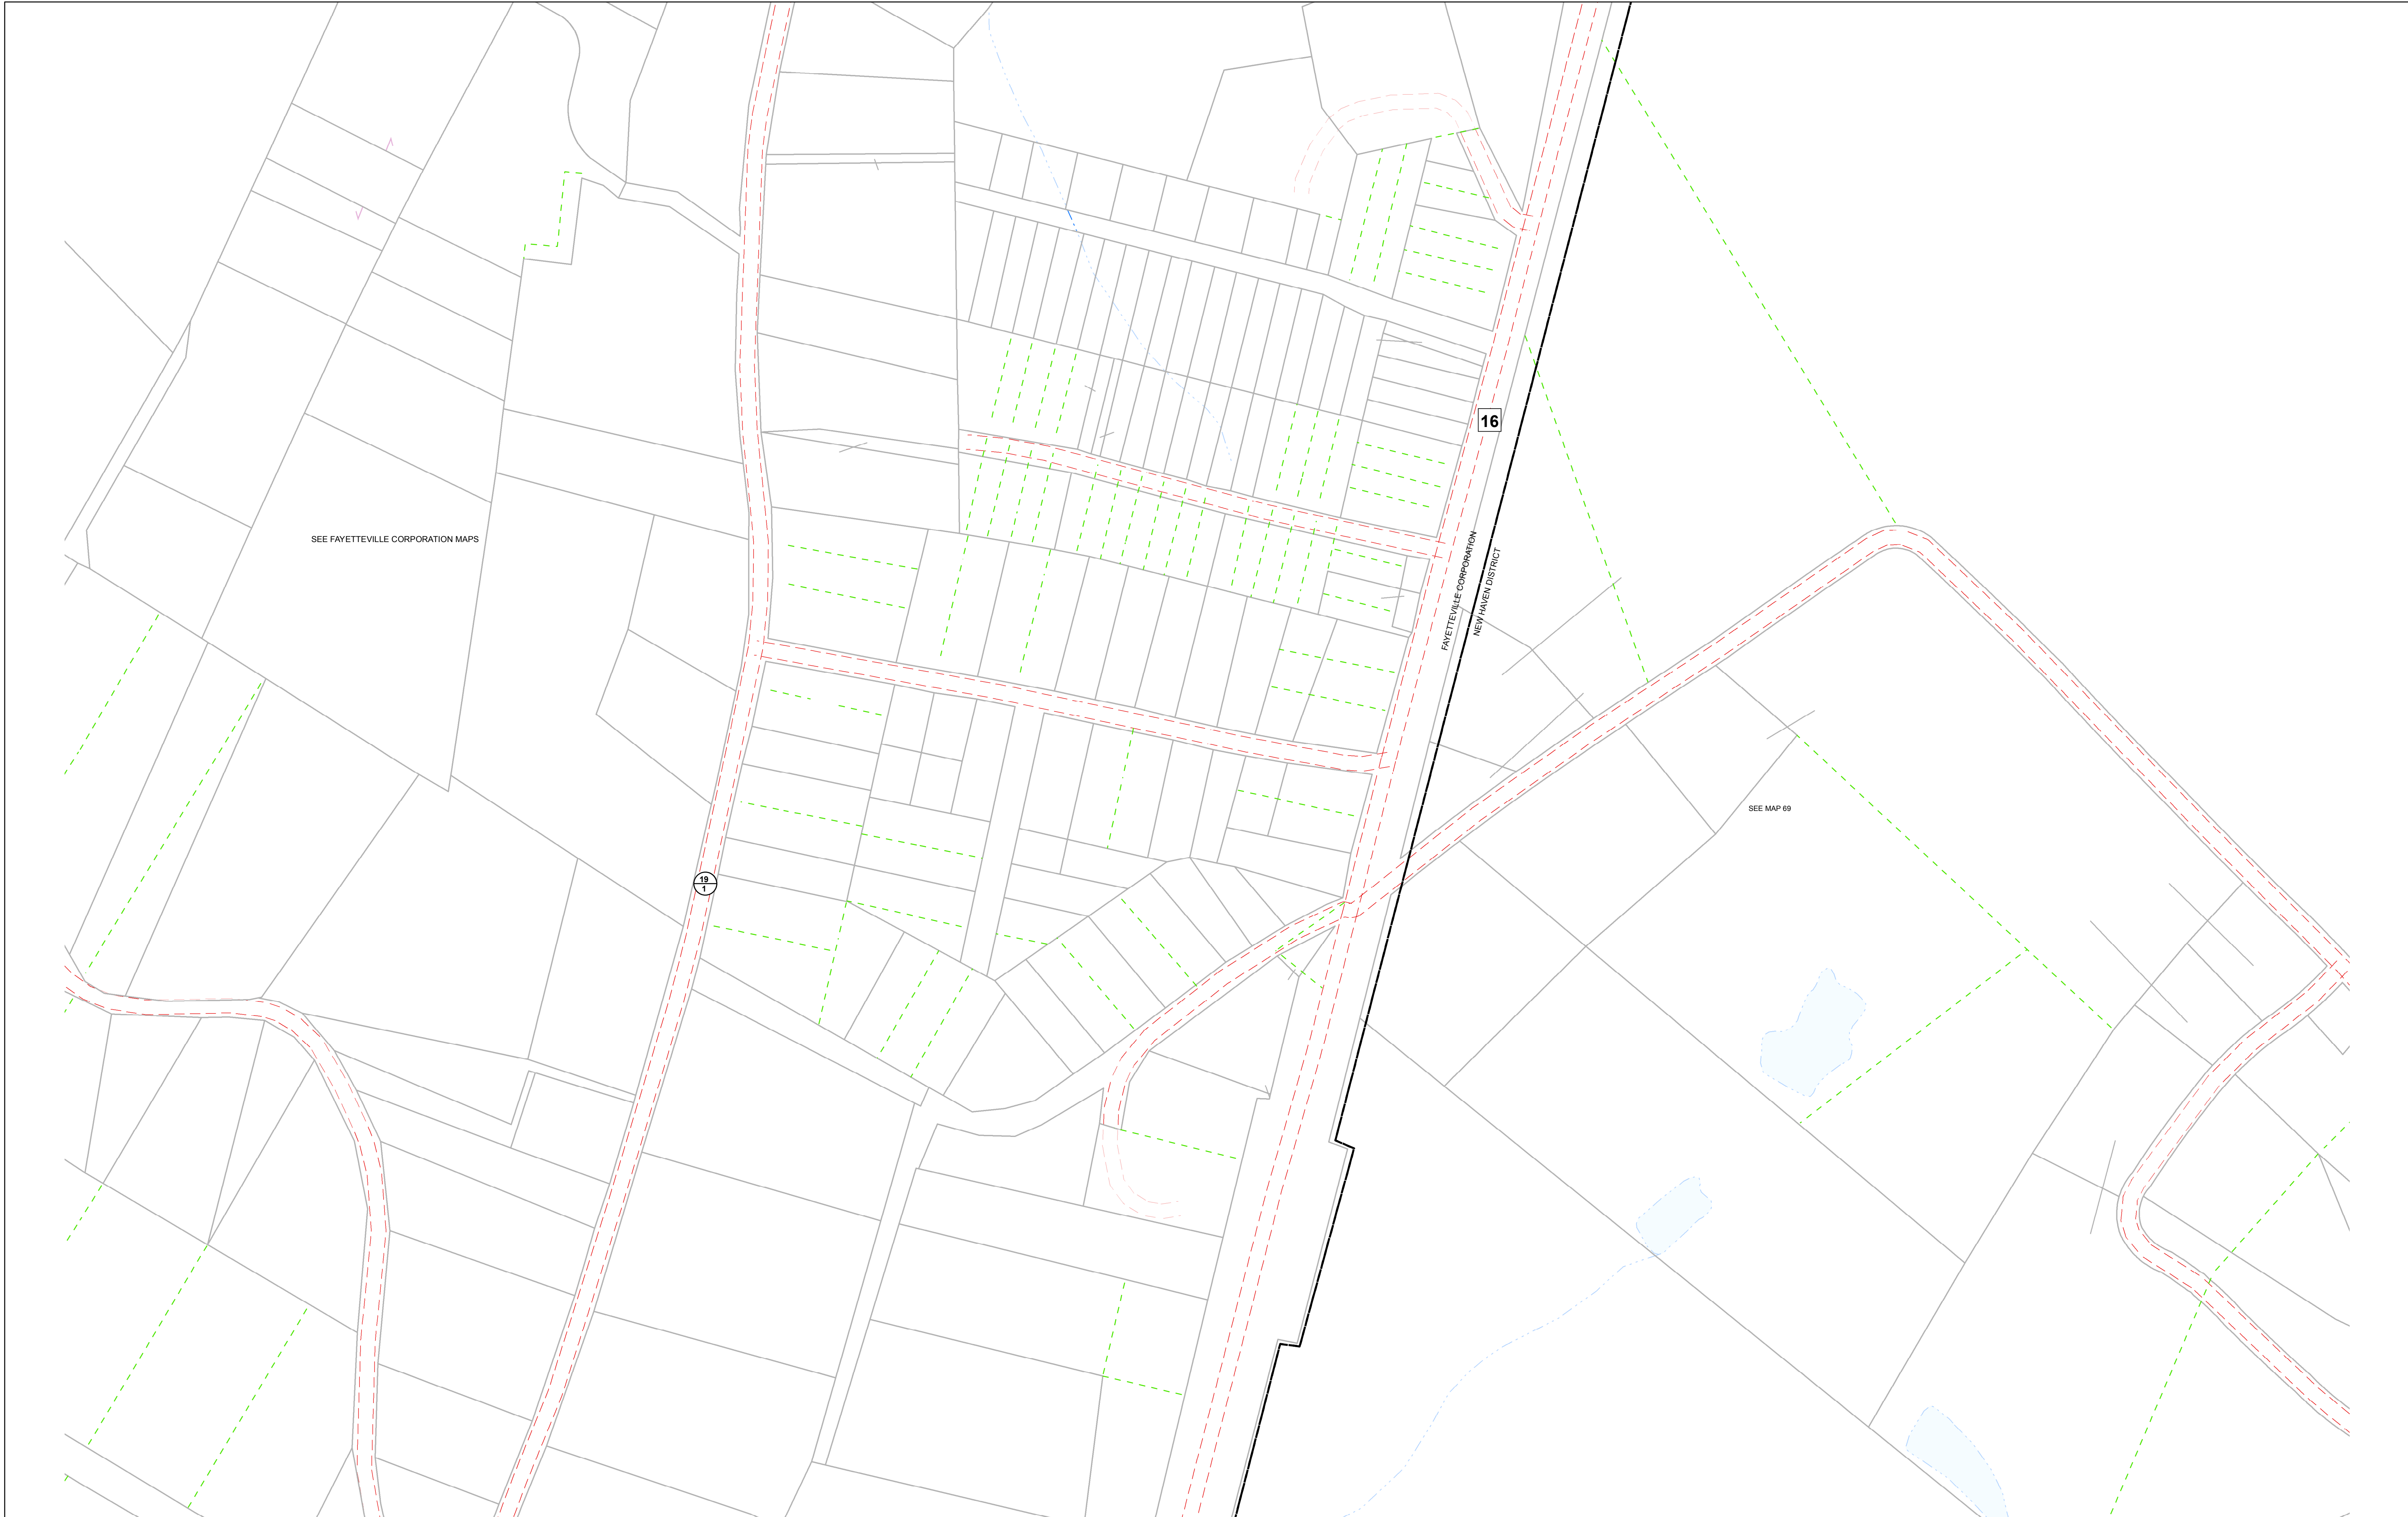 16
SEE FAYETTEVILLE CORPORATION MAPS
FAYETTEVILLE CORPORATION
NEW HAVEN DISTRICT
SEE MAP 69
19
1